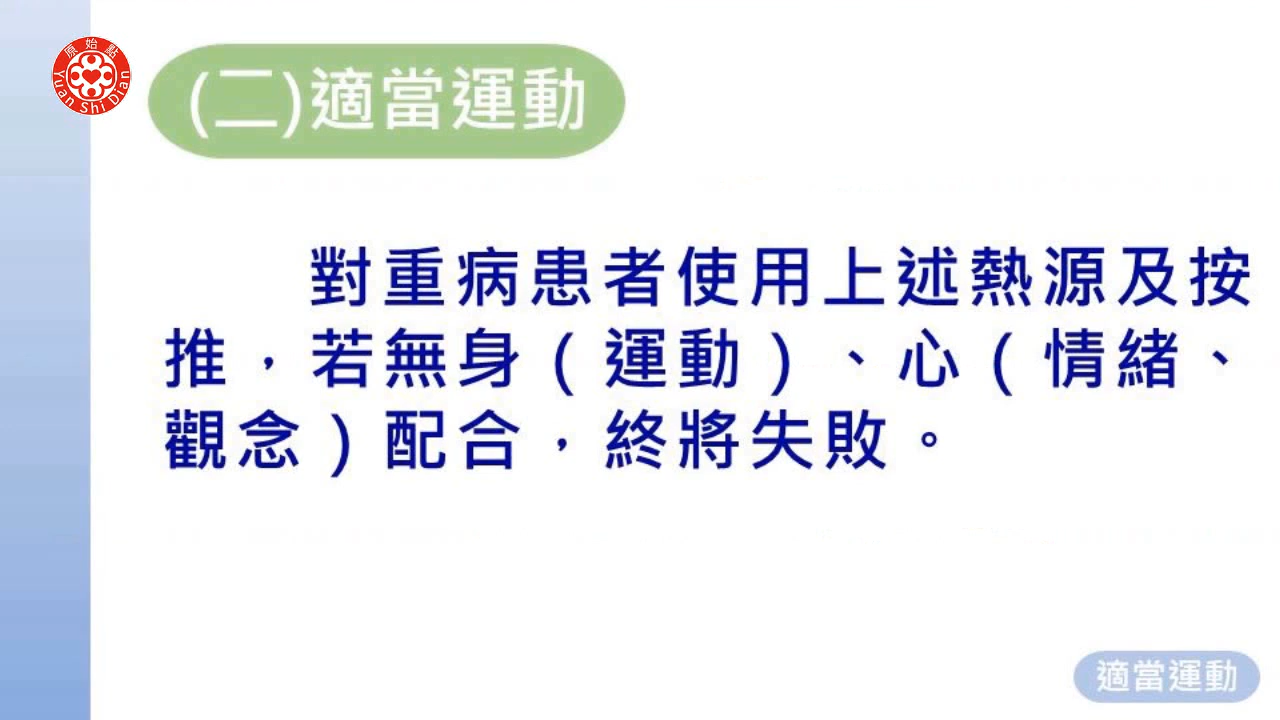 原始點
Yuan Shi Dian
(二)適當運動
對重病患者使用上述熱源及按
推，若無身（運動）、心（情緒、
觀念）配合，終將失敗。
適當運動